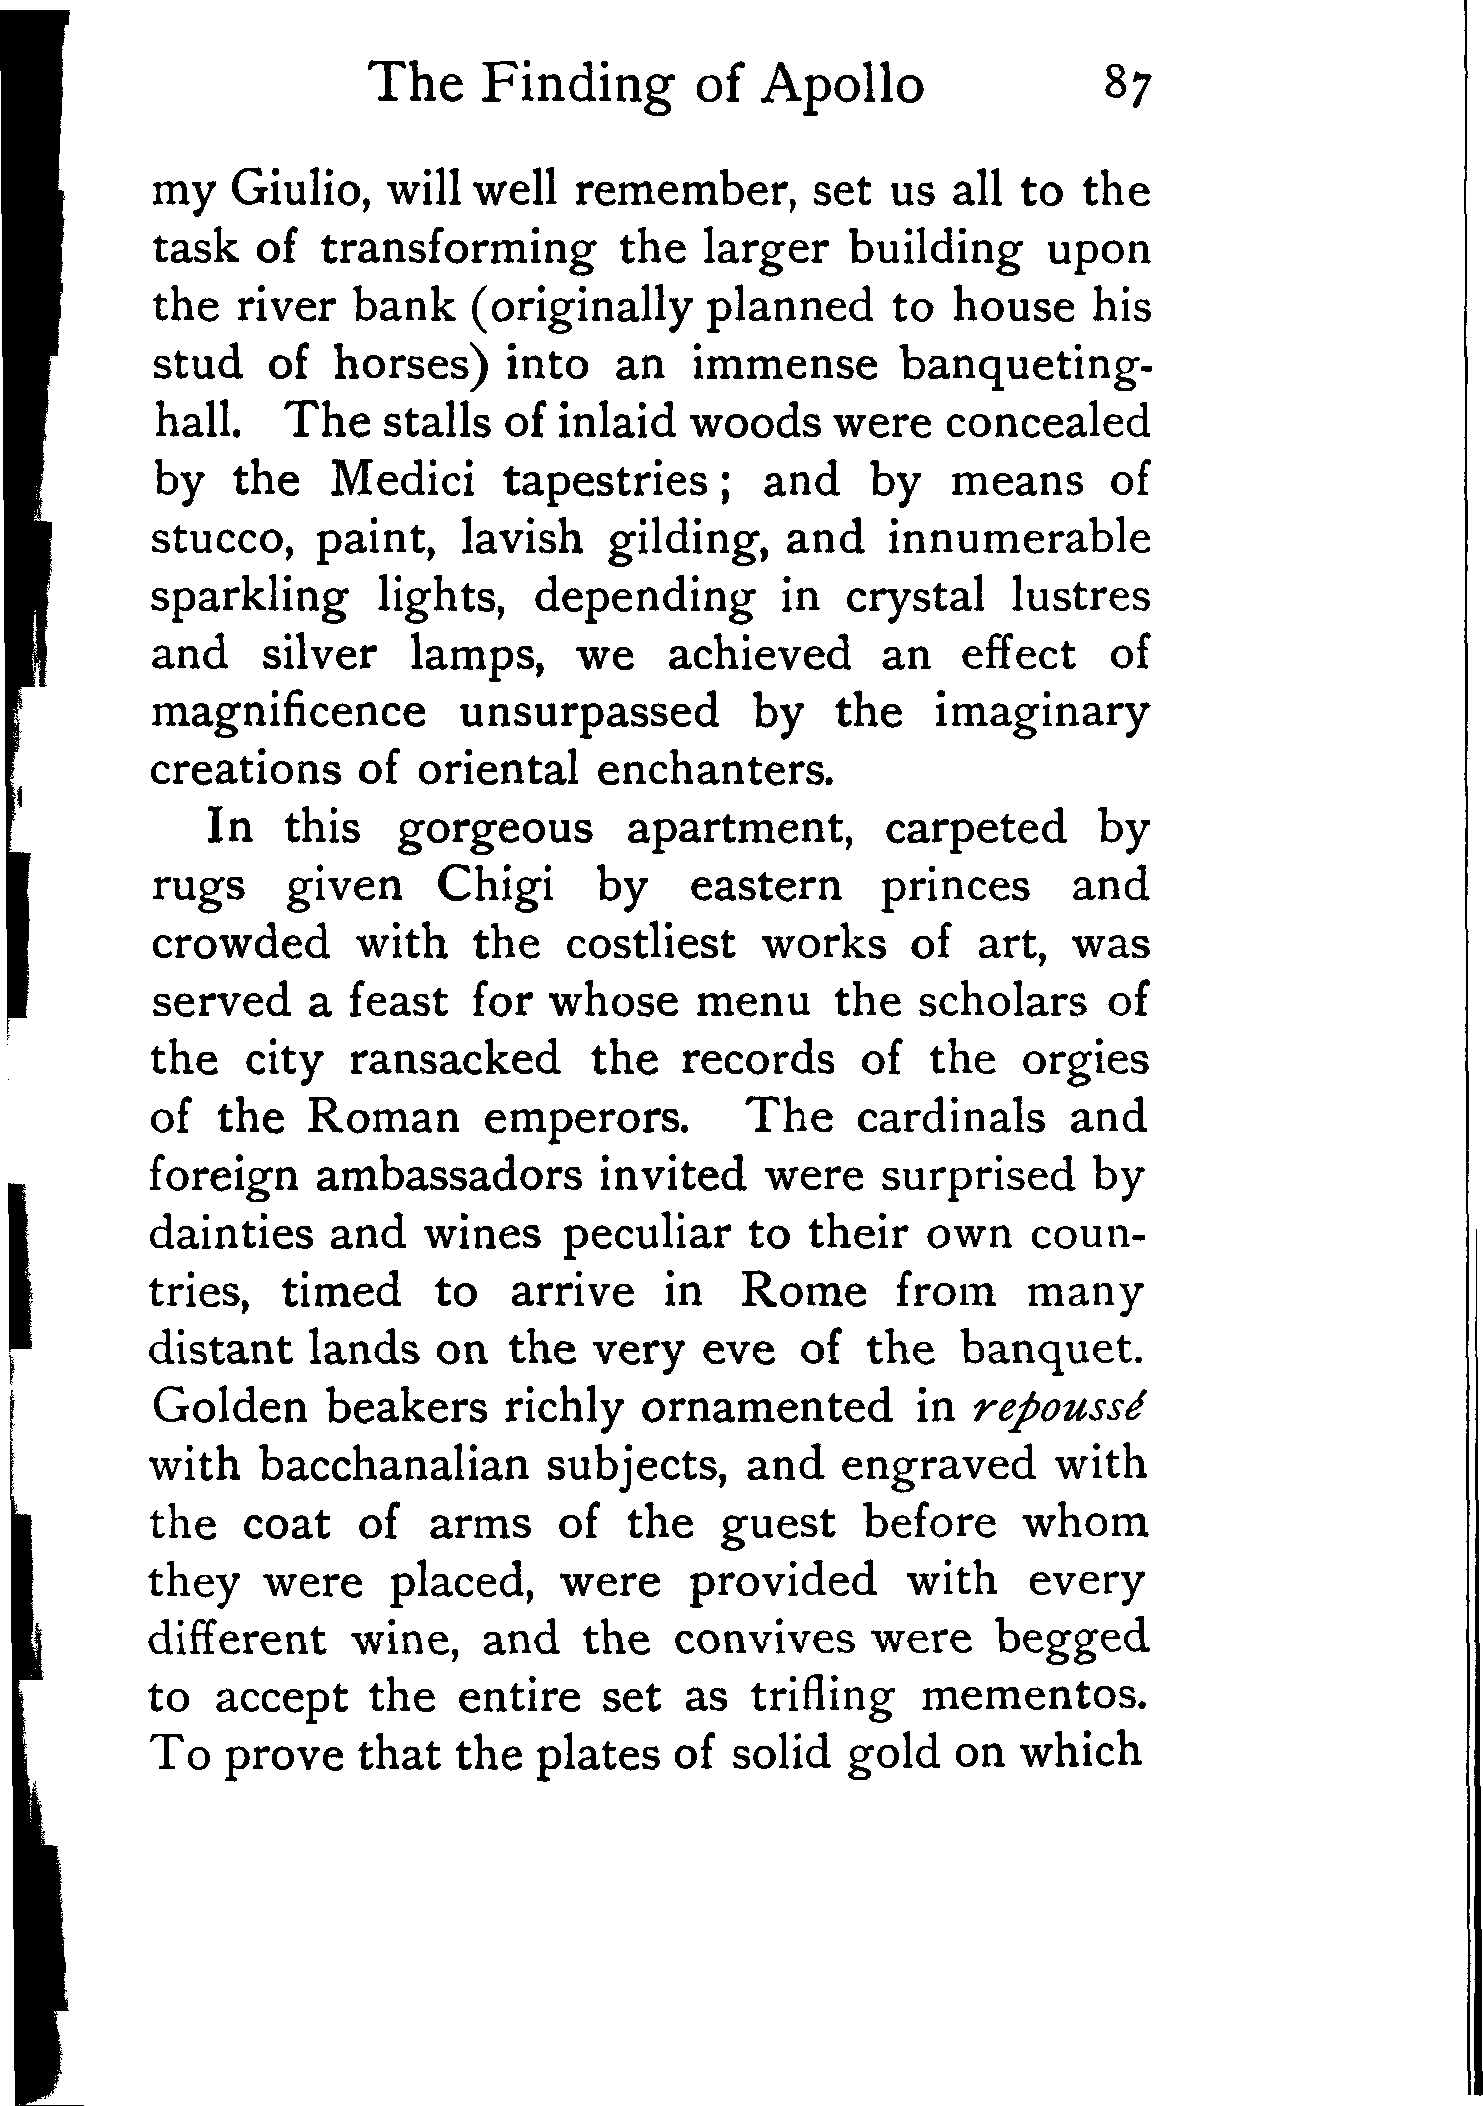 The Finding of Apollo 87
my Giulio, will well remember, set us all to the
task of transforming the larger building upon
the river bank (originally planned to house his
stud of horses) into an immense banqueting-
hall. The stalls of inlaid woods were concealed
by the Medici tapestries; and by means of
stucco, paint, lavish gilding, and innumerable
sparkling lights, depending in crystal lustres
and silver lamps, we achieved an effect of
magnificence unsurpassed by the imaginary
creations of oriental enchanters.
In this gorgeous apartment, carpeted by
rugs given Chigi by eastern princes and
crowded with the costliest works of art, was
served a feast for whose menu the scholars of
the city ransacked the records of the orgies
of the Roman emperors. The cardinals and
foreign ambassadors invited were surprised by
dainties and wines peculiar to their own coun-
tries, timed to arrive in Rome from many
distant lands on the very eve of the banquet.
Golden beakers richly ornamented in repoussé
with bacchanalian subjects, and engraved with
the coat of arms of the guest before whom
they were placed, were provided with every
different wine, and the convives were begged
to accept the entire set as trifling mementos.
To prove that the plates of solid gold on which